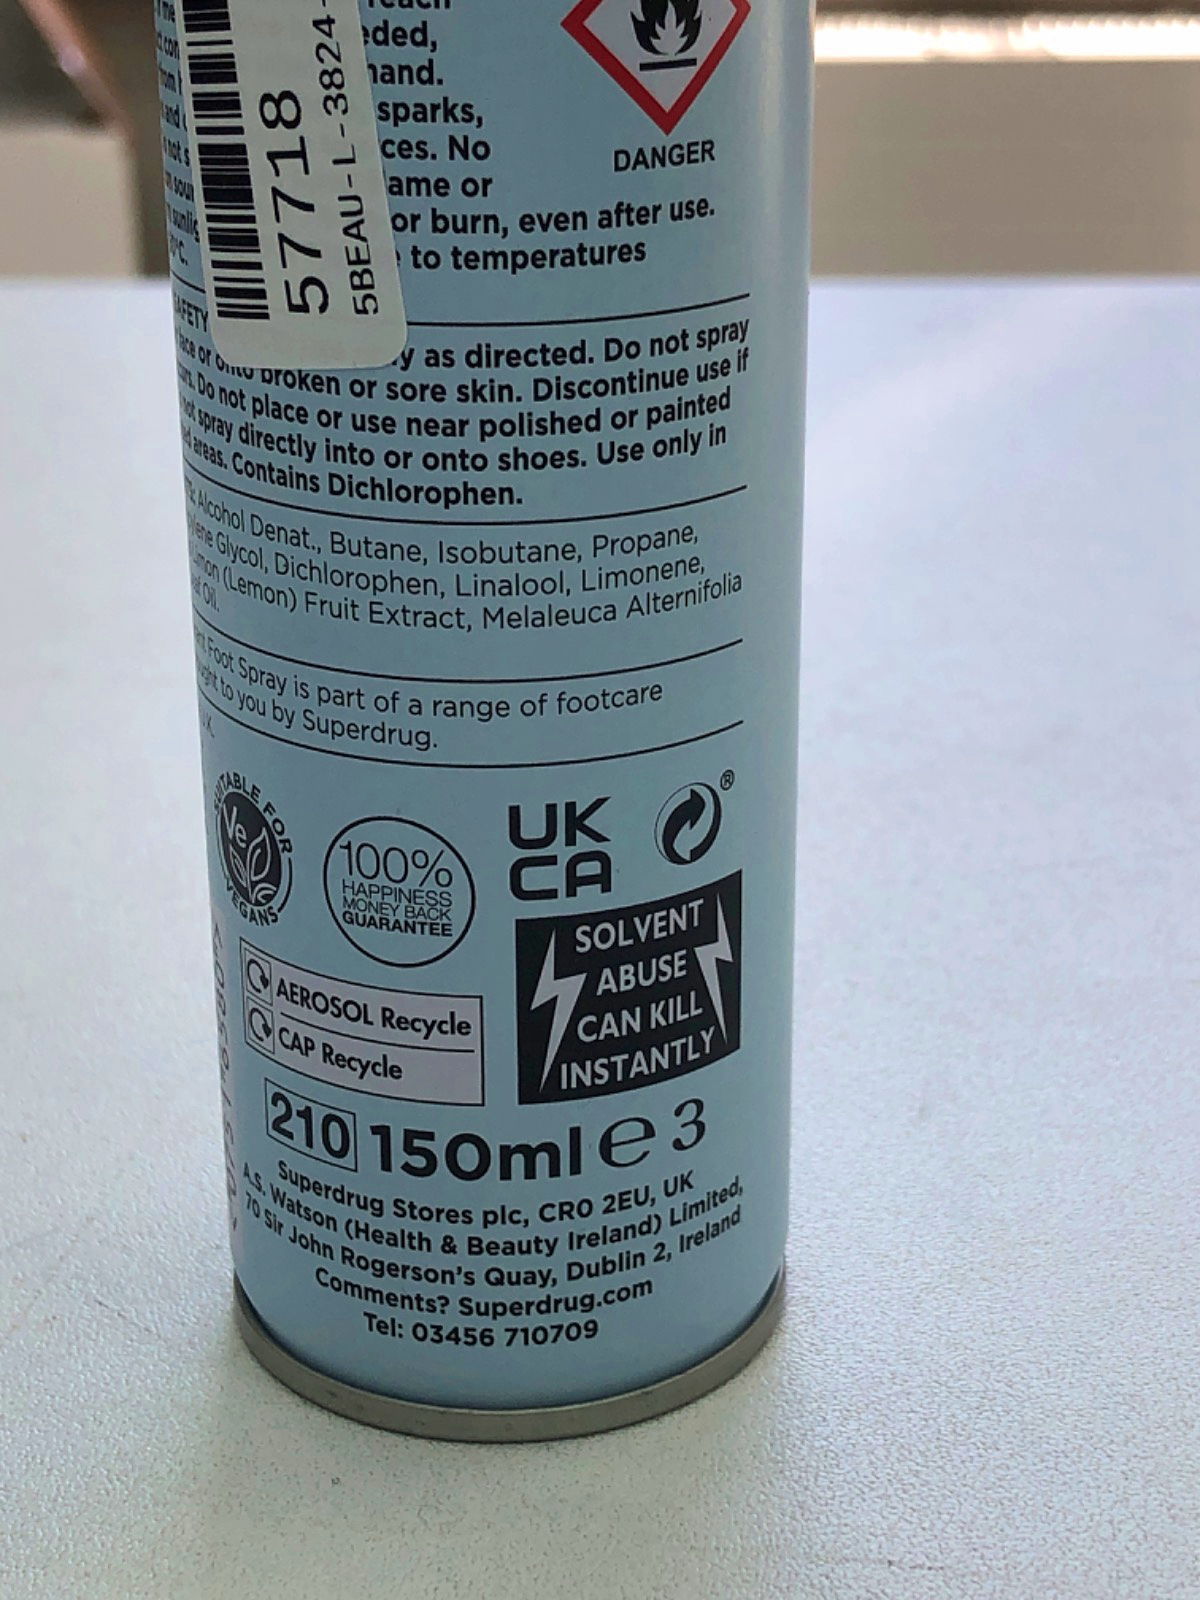 reach
eded,
hand.
sparks,
ces. No
ame or
or burn, even after use.
to temperatures
DANGER
57718
5BEAU-L-3824-
SAFETY
y as directed. Do not spray
face or onto broken or sore skin. Discontinue use if
Do not place or use near polished or painted
not spray directly into or onto shoes. Use only in
areas. Contains Dichlorophen.
Alcohol Denat., Butane, Isobutane, Propane,
Glycol, Dichlorophen, Linalool, Limonene,
(Lemon) Fruit Extract, Melaleuca Alternifolia
Oil.
Foot Spray is part of a range of footcare
to you by Superdrug.
SUITABLE FOR
Ve
VEGANS
100%
HAPPINESS
MONEY BACK
GUARANTEE
UK
CA
®
AEROSOL Recycle
CAP Recycle
SOLVENT
ABUSE
CAN KILL
INSTANTLY
210 150ml e 3
Superdrug Stores plc, CR0 2EU, UK
A.S. Watson (Health & Beauty Ireland) Limited,
70 Sir John Rogerson's Quay, Dublin 2, Ireland
Comments? Superdrug.com
Tel: 03456 710709